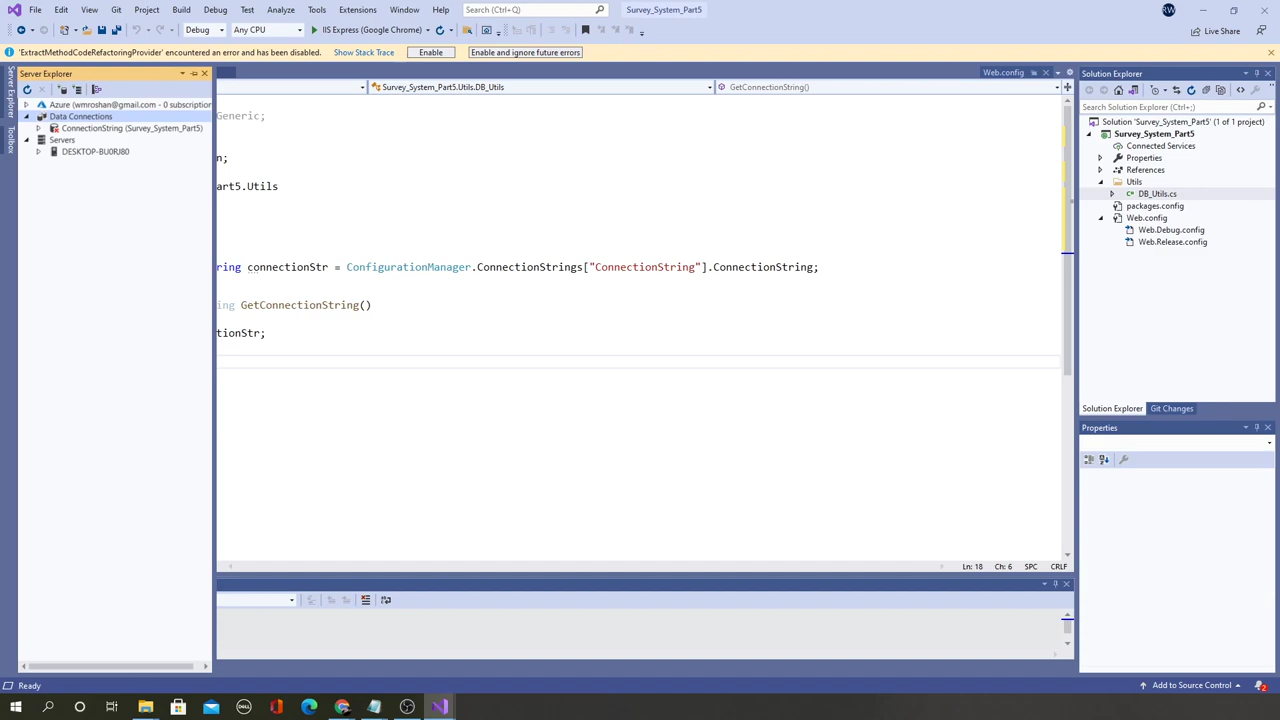 File Edit View Git Project Build Debug Test Analyze Tools Extensions Window Help Search (Ctrl+Q) Survey_System_Part5 RW
Debug Any CPU IIS Express (Google Chrome) Live Share
'ExtractMethodCodeRefactoringProvider' encountered an error and has been disabled. Show Stack Trace Enable Enable and ignore future errors
Server Explorer
Toolbox
Server Explorer
Azure (wmroshan@gmail.com - 0 subscription
Data Connections
ConnectionString (Survey_System_Part5)
Servers
DESKTOP-BU0RJ80
Web.config
Survey_System_Part5.Utils.DB_Utils GetConnectionString()
Generic;
n;
art5.Utils
ring connectionStr = ConfigurationManager.ConnectionStrings["ConnectionString"].ConnectionString;
ing GetConnectionString()
tionStr;
Ln: 18 Ch: 6 SPC CRLF
Solution Explorer
Search Solution Explorer (Ctrl+;)
Solution 'Survey_System_Part5' (1 of 1 project)
Survey_System_Part5
Connected Services
Properties
References
Utils
DB_Utils.cs
packages.config
Web.config
Web.Debug.config
Web.Release.config
Solution Explorer Git Changes
Properties
Ready Add to Source Control 2